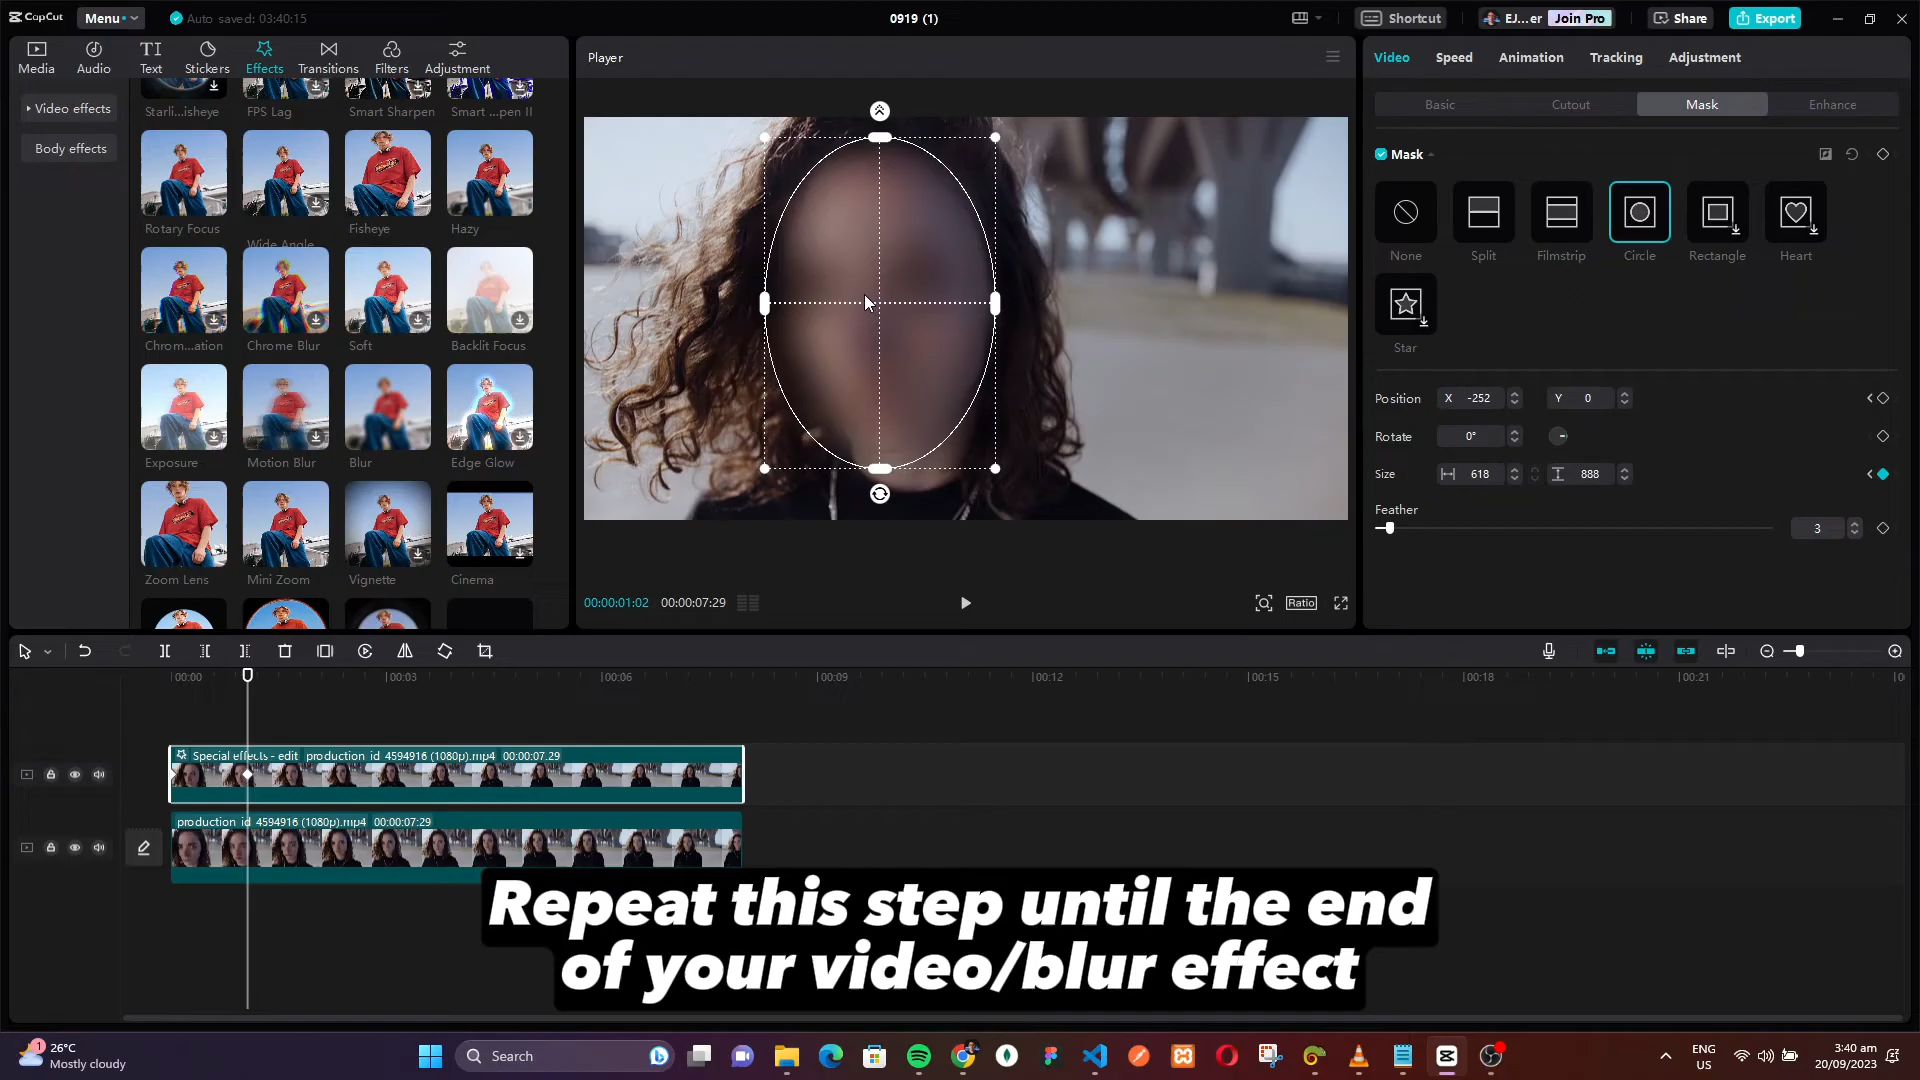 CapCut
Menu
Auto saved: 03:40:15
0919 (1)
Shortcut
EJ...er
Join Pro
Share
Export
Media
Audio
TI
Text
Stickers
Effects
Transitions
Filters
Adjustment
Video effects
Body effects
Starli...isheye
FPS Lag
Smart Sharpen
Smart ...pen II
Rotary Focus
Wide Angle
Fisheye
Hazy
Chrom...ation
Chrome Blur
Soft
Backlit Focus
Exposure
Motion Blur
Blur
Edge Glow
Zoom Lens
Mini Zoom
Vignette
Cinema
Player
00:00:01:02 00:00:07:29
Ratio
Video
Speed
Animation
Tracking
Adjustment
Basic
Cutout
Mask
Enhance
Mask
None
Split
Filmstrip
Circle
Rectangle
Heart
Star
Position X -252 Y 0
Rotate 0°
Size 618 888
Feather
3
00:00
00:03
00:06
00:09
00:12
00:15
00:18
00:21
Special effects - edit production_id_4594916 (1080p).mp4 00:00:07:29
production_id_4594916 (1080p).mp4 00:00:07:29
Repeat this step until the end
of your video/blur effect
1
26°C
Mostly cloudy
Search
ENG
US
3:40 am
20/09/2023